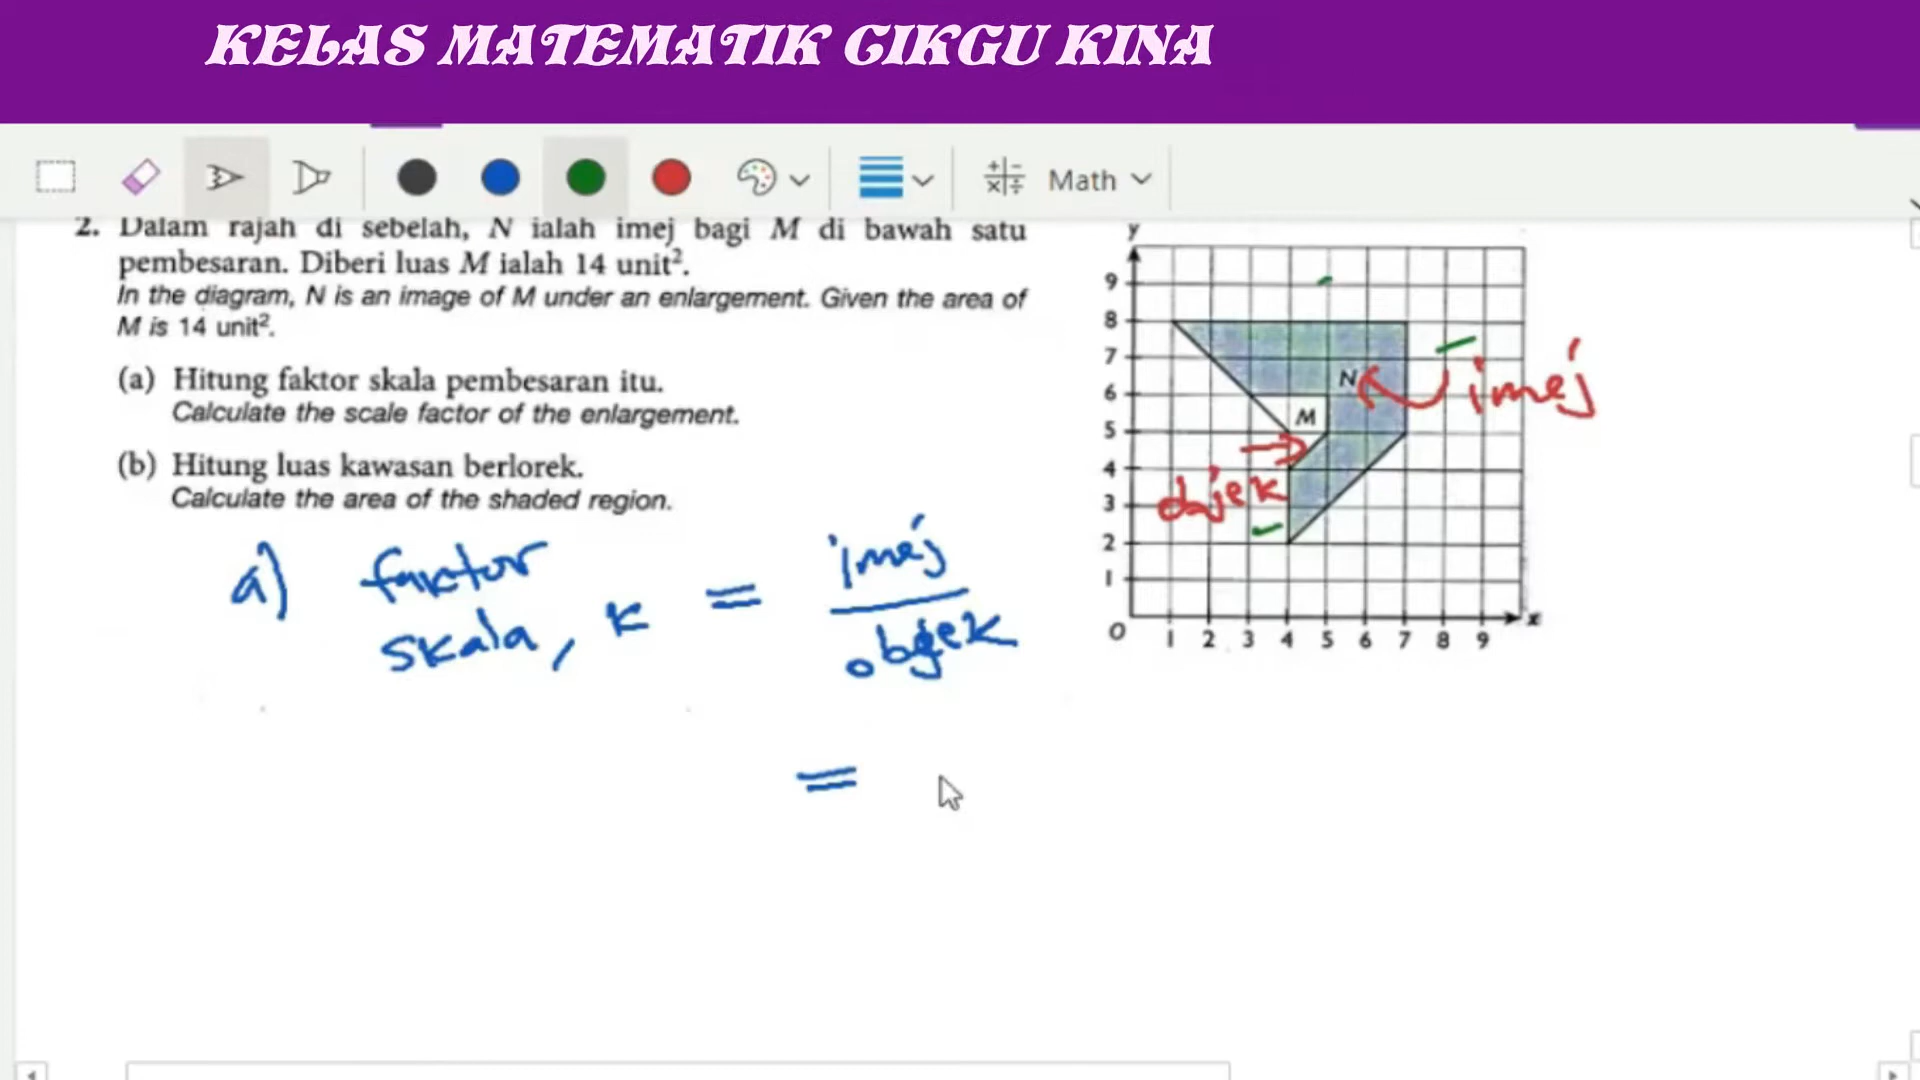 KELAS MATEMATIK CIKGU KINA
Math
2. Dalam rajah di sebelah, N ialah imej bagi M di bawah satu
pembesaran. Diberi luas M ialah 14 unit².
In the diagram, N is an image of M under an enlargement. Given the area of
M is 14 unit².
(a) Hitung faktor skala pembesaran itu.
Calculate the scale factor of the enlargement.
(b) Hitung luas kawasan berlorek.
Calculate the area of the shaded region.
a) faktor
skala, k = imej
objek
=
y
9
8
7
6
5
4
3
2
1
O 1 2 3 4 5 6 7 8 9 x
N
M
imej
objek